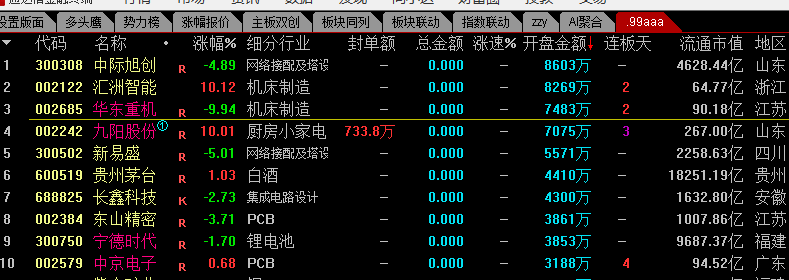 设置版面 多头鹰 势力榜 涨幅报价 主板双创 板块同列 板块联动 指数联动 zzy AI聚合 .99aaa
代码 名称 涨幅% 细分行业 封单额 总金额 涨速% 开盘金额↓ 连板天 流通市值 地区
1 300308 中际旭创 R -4.89 网络接配及塔设 — 0.000 — 8603万 4628.44亿 山东
2 002122 汇洲智能 R 10.12 机床制造 — 0.000 — 8269万 2 64.77亿 浙江
3 002685 华东重机 R -9.94 机床制造 — 0.000 — 7483万 2 90.18亿 江苏
4 002242 九阳股份① R 10.01 厨房小家电 733.8万 0.000 — 7075万 3 267.00亿 山东
5 300502 新易盛 R -5.01 网络接配及塔设 — 0.000 — 5571万 2258.63亿 四川
6 600519 贵州茅台 R 1.03 白酒 — 0.000 — 4410万 18251.19亿 贵州
7 688825 长鑫科技 K -2.73 集成电路设计 — 0.000 — 4300万 1632.80亿 安徽
8 002384 东山精密 R -3.71 PCB — 0.000 — 3861万 1007.86亿 江苏
9 300750 宁德时代 R -1.70 锂电池 — 0.000 — 3853万 9687.37亿 福建
10 002579 中京电子 R 0.68 PCB — 0.000 — 3188万 4 94.52亿 广东